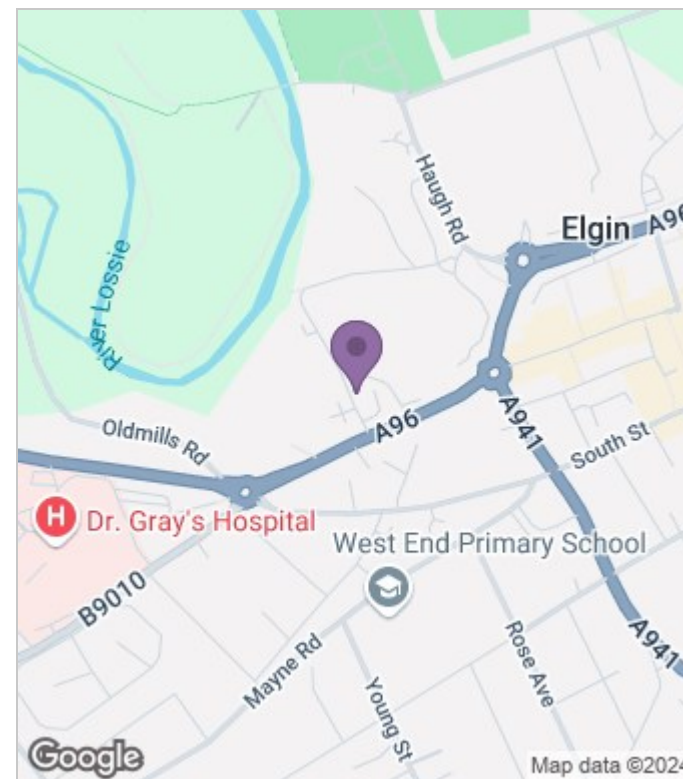 Haugh Rd
Elgin
A96
River Lossie
Oldmills Rd
A96
A941
South St
H
Dr. Gray's Hospital
West End Primary School
B9010
Mayne Rd
Young St
Rose Ave
A941
Google
Map data ©2024